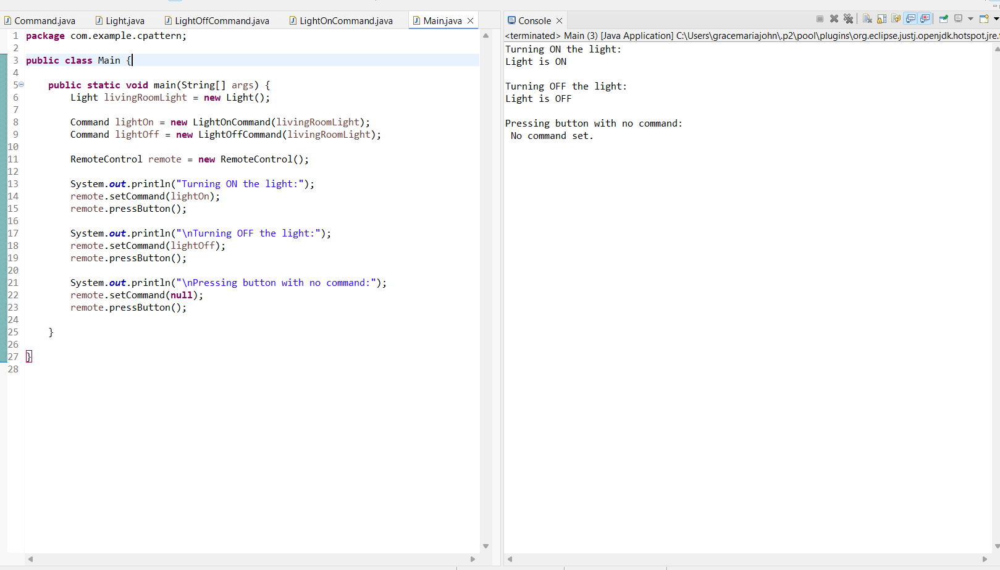 Command.java Light.java LightOffCommand.java LightOnCommand.java Main.java
1 package com.example.cpattern;
2
3 public class Main {
4
5 public static void main(String[] args) {
6 Light livingRoomLight = new Light();
7
8 Command lightOn = new LightOnCommand(livingRoomLight);
9 Command lightOff = new LightOffCommand(livingRoomLight);
10
11 RemoteControl remote = new RemoteControl();
12
13 System.out.println("Turning ON the light:");
14 remote.setCommand(lightOn);
15 remote.pressButton();
16
17 System.out.println("\nTurning OFF the light:");
18 remote.setCommand(lightOff);
19 remote.pressButton();
20
21 System.out.println("\nPressing button with no command:");
22 remote.setCommand(null);
23 remote.pressButton();
24
25 }
26
27 }
28
Console
<terminated> Main (3) [Java Application] C:\Users\gracemariajohn\.p2\pool\plugins\org.eclipse.justj.openjdk.hotspot.jre.
Turning ON the light:
Light is ON
Turning OFF the light:
Light is OFF
Pressing button with no command:
No command set.